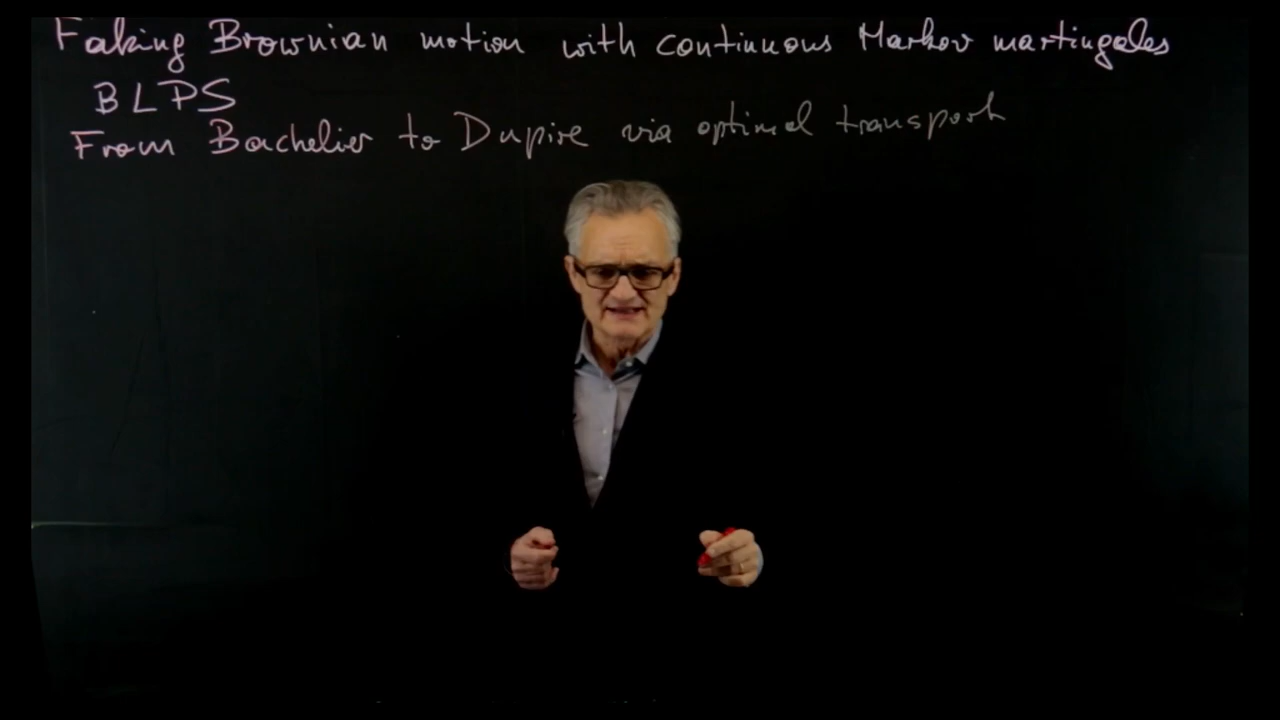 Faking Brownian motion with continuous Markov martingales
BLPS
From Bachelier to Dupire via optimal transport